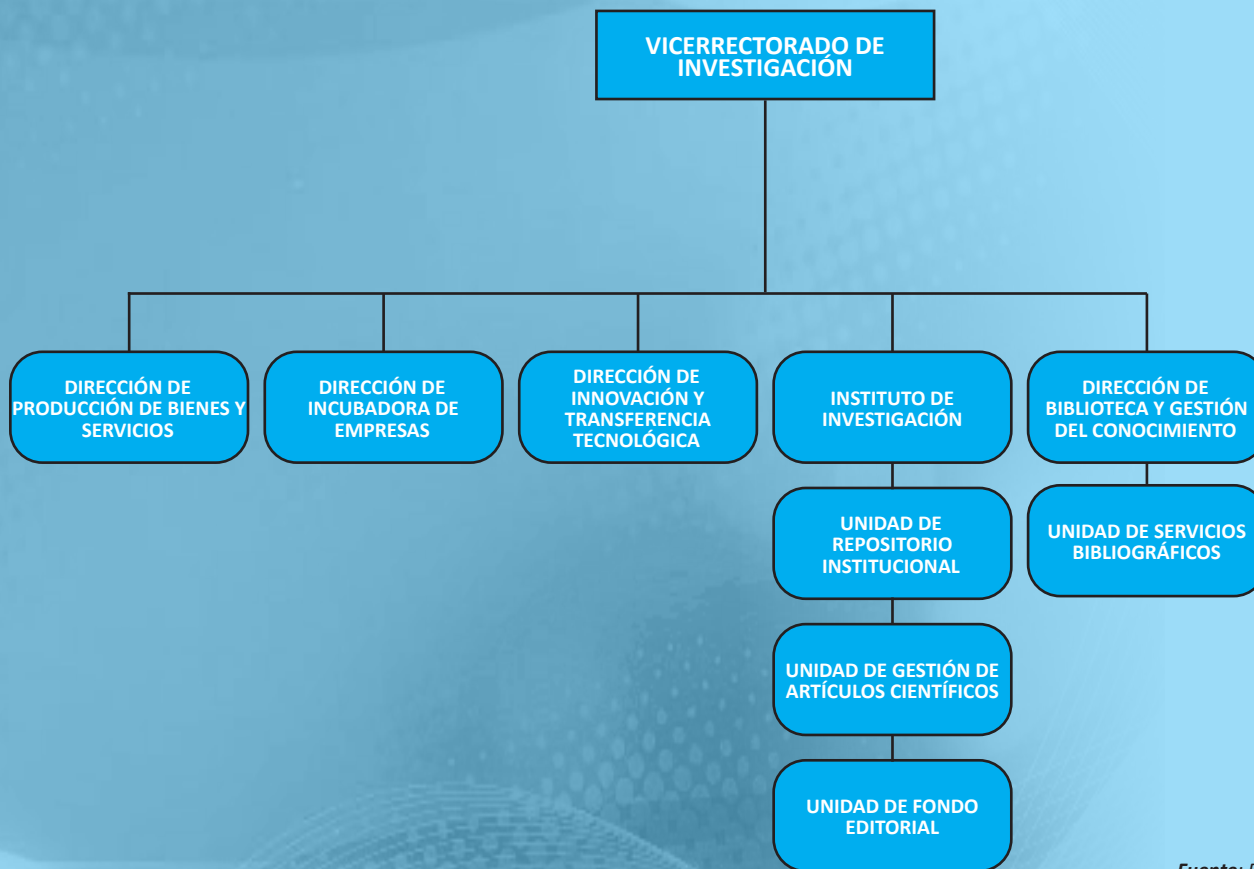 VICERRECTORADO DE
INVESTIGACIÓN
DIRECCIÓN DE
PRODUCCIÓN DE BIENES Y
SERVICIOS
DIRECCIÓN DE
INCUBADORA DE
EMPRESAS
DIRECCIÓN DE
INNOVACIÓN Y
TRANSFERENCIA
TECNOLÓGICA
INSTITUTO DE
INVESTIGACIÓN
DIRECCIÓN DE
BIBLIOTECA Y GESTIÓN
DEL CONOCIMIENTO
UNIDAD DE
REPOSITORIO
INSTITUCIONAL
UNIDAD DE SERVICIOS
BIBLIOGRÁFICOS
UNIDAD DE GESTIÓN DE
ARTÍCULOS CIENTÍFICOS
UNIDAD DE FONDO
EDITORIAL
Fuente: